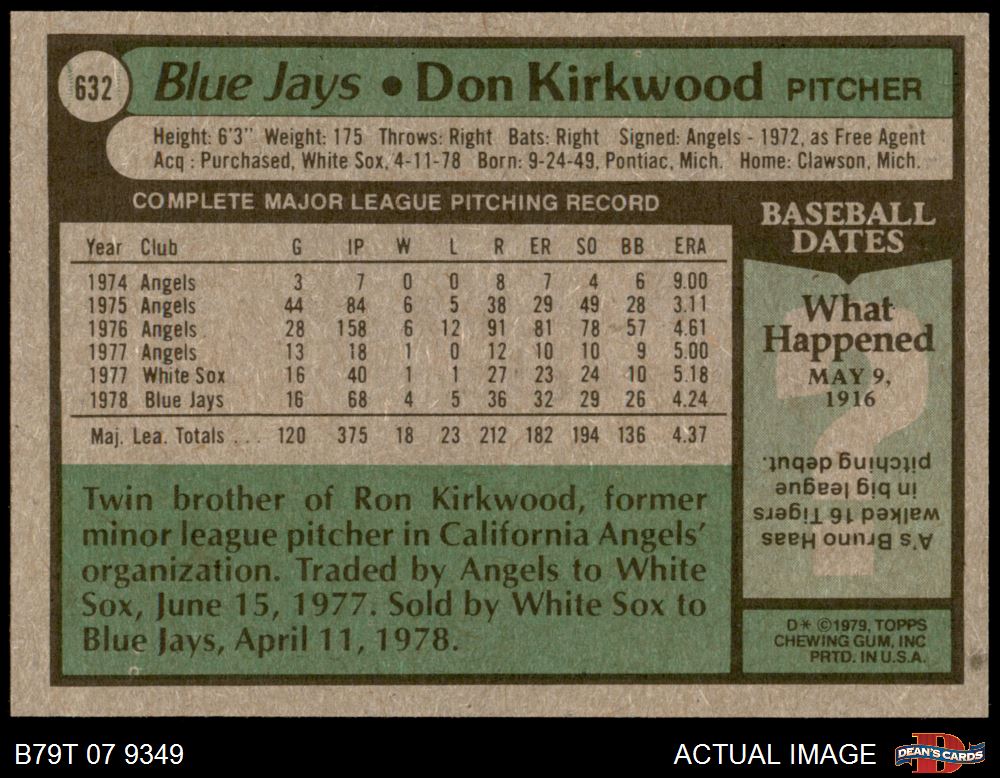 632
Blue Jays • Don Kirkwood PITCHER
Height: 6'3" Weight: 175 Throws: Right Bats: Right Signed: Angels - 1972, as Free Agent
Acq : Purchased, White Sox, 4-11-78 Born: 9-24-49, Pontiac, Mich. Home: Clawson, Mich.
COMPLETE MAJOR LEAGUE PITCHING RECORD
Year Club G IP W L R ER SO BB ERA
1974 Angels 3 7 0 0 8 7 4 6 9.00
1975 Angels 44 84 6 5 38 29 49 28 3.11
1976 Angels 28 158 6 12 91 81 78 57 4.61
1977 Angels 13 18 1 0 12 10 10 9 5.00
1977 White Sox 16 40 1 1 27 23 24 10 5.18
1978 Blue Jays 16 68 4 5 36 32 29 26 4.24
Maj. Lea. Totals . . . 120 375 18 23 212 182 194 136 4.37
Twin brother of Ron Kirkwood, former
minor league pitcher in California Angels'
organization. Traded by Angels to White
Sox, June 15, 1977. Sold by White Sox to
Blue Jays, April 11, 1978.
BASEBALL
DATES
What
Happened
MAY 9,
1916
?
A's Bruno Haas
walked 16 Tigers
in big league
pitching debut.
D* ©1979, TOPPS
CHEWING GUM, INC
PRTD. IN U.S.A.
B79T 07 9349
ACTUAL IMAGE
DEAN'S CARDS